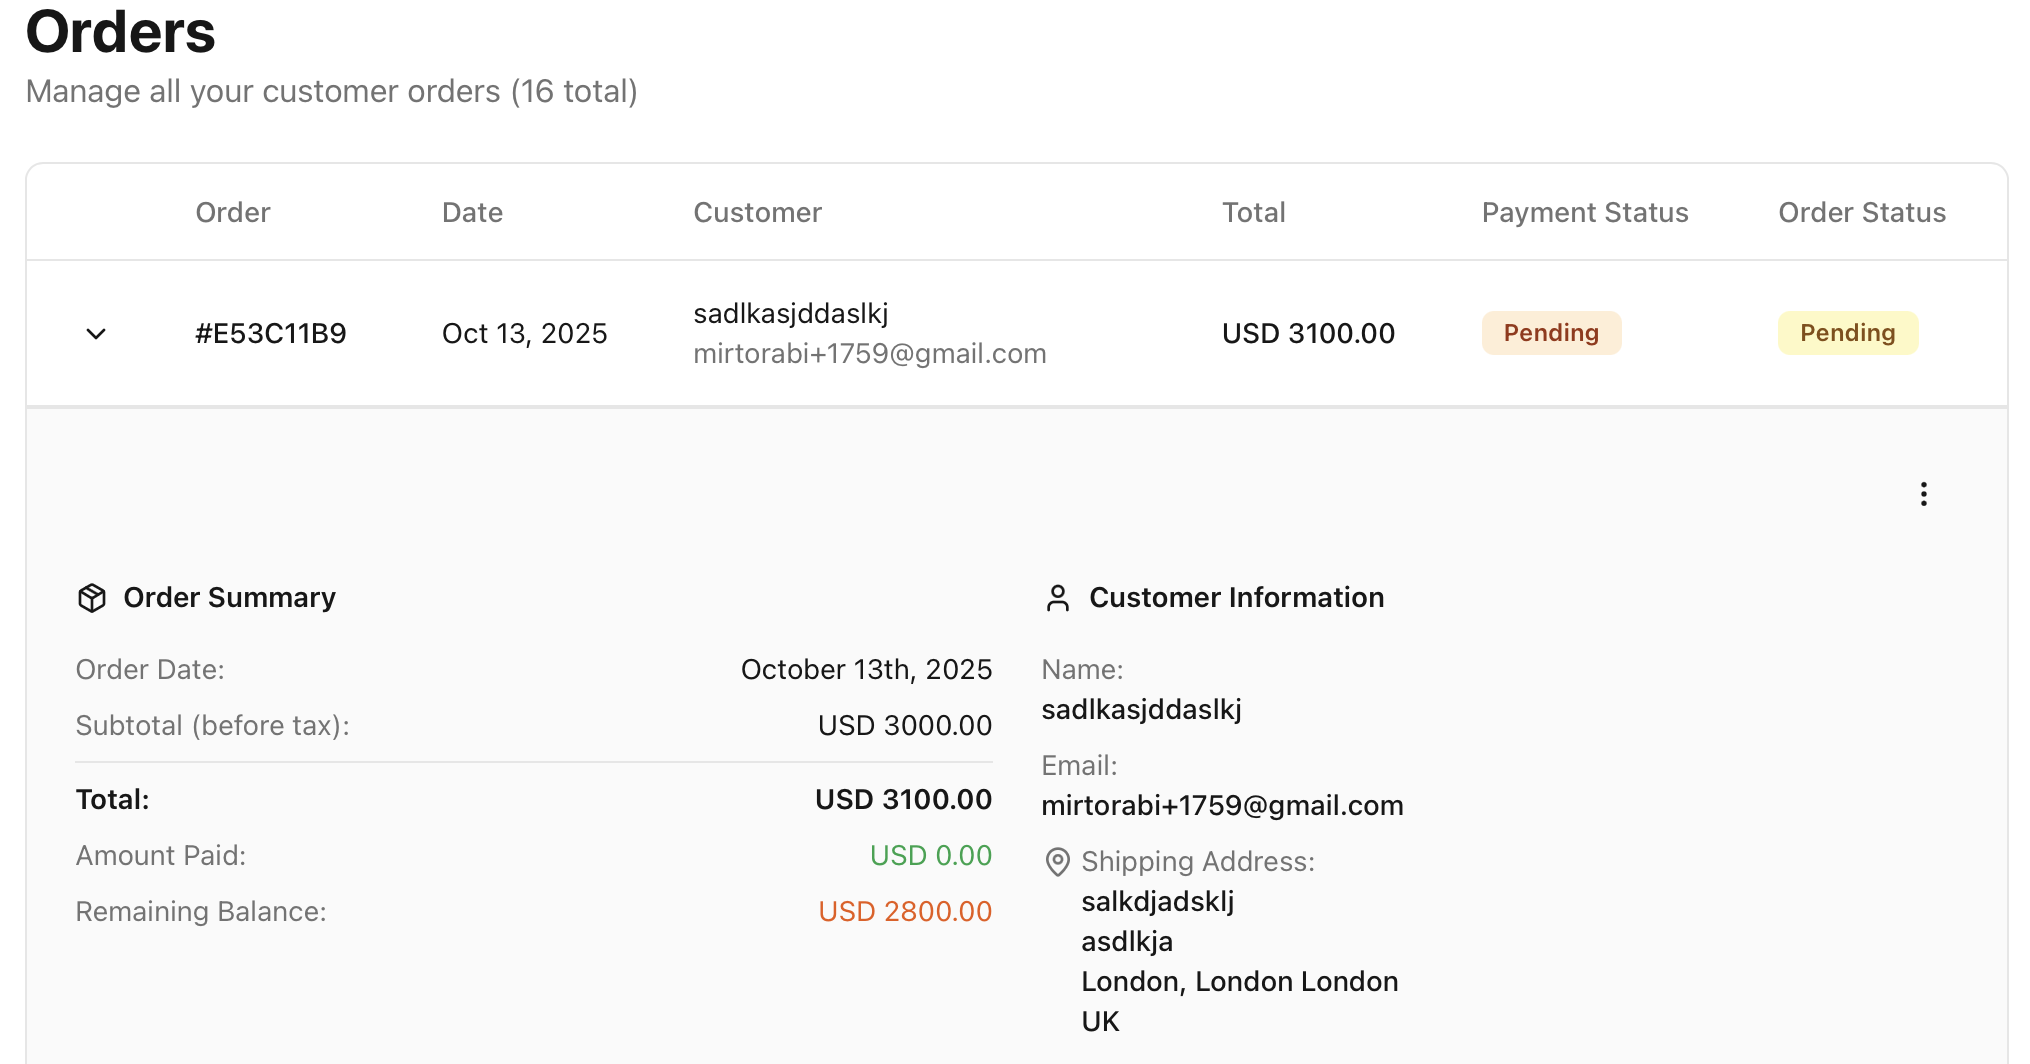 Orders
Manage all your customer orders (16 total)
Order Date Customer Total Payment Status Order Status
#E53C11B9 Oct 13, 2025 sadlkasjddaslkj USD 3100.00 Pending Pending
mirtorabi+1759@gmail.com
Order Summary
Order Date: October 13th, 2025
Subtotal (before tax): USD 3000.00
Total: USD 3100.00
Amount Paid: USD 0.00
Remaining Balance: USD 2800.00
Customer Information
Name:
sadlkasjddaslkj
Email:
mirtorabi+1759@gmail.com
Shipping Address:
salkdjadsklj
asdlkja
London, London London
UK